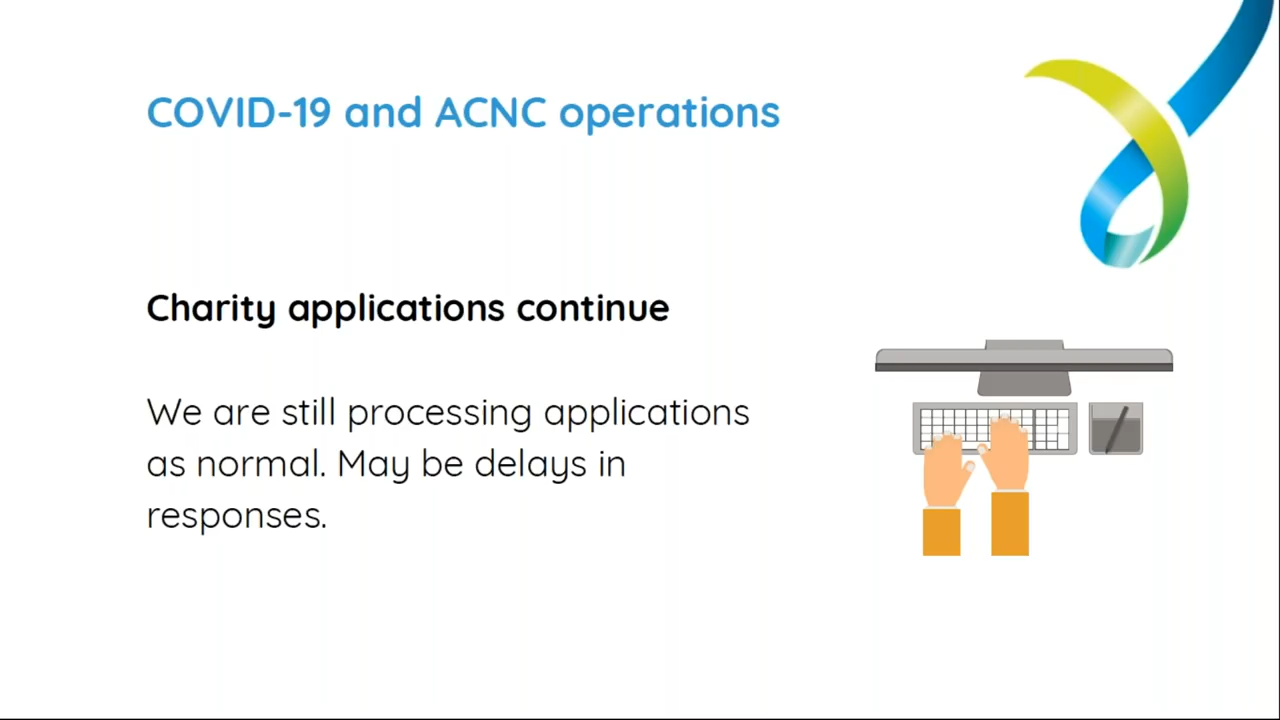 COVID-19 and ACNC operations
Charity applications continue
We are still processing applications
as normal. May be delays in
responses.